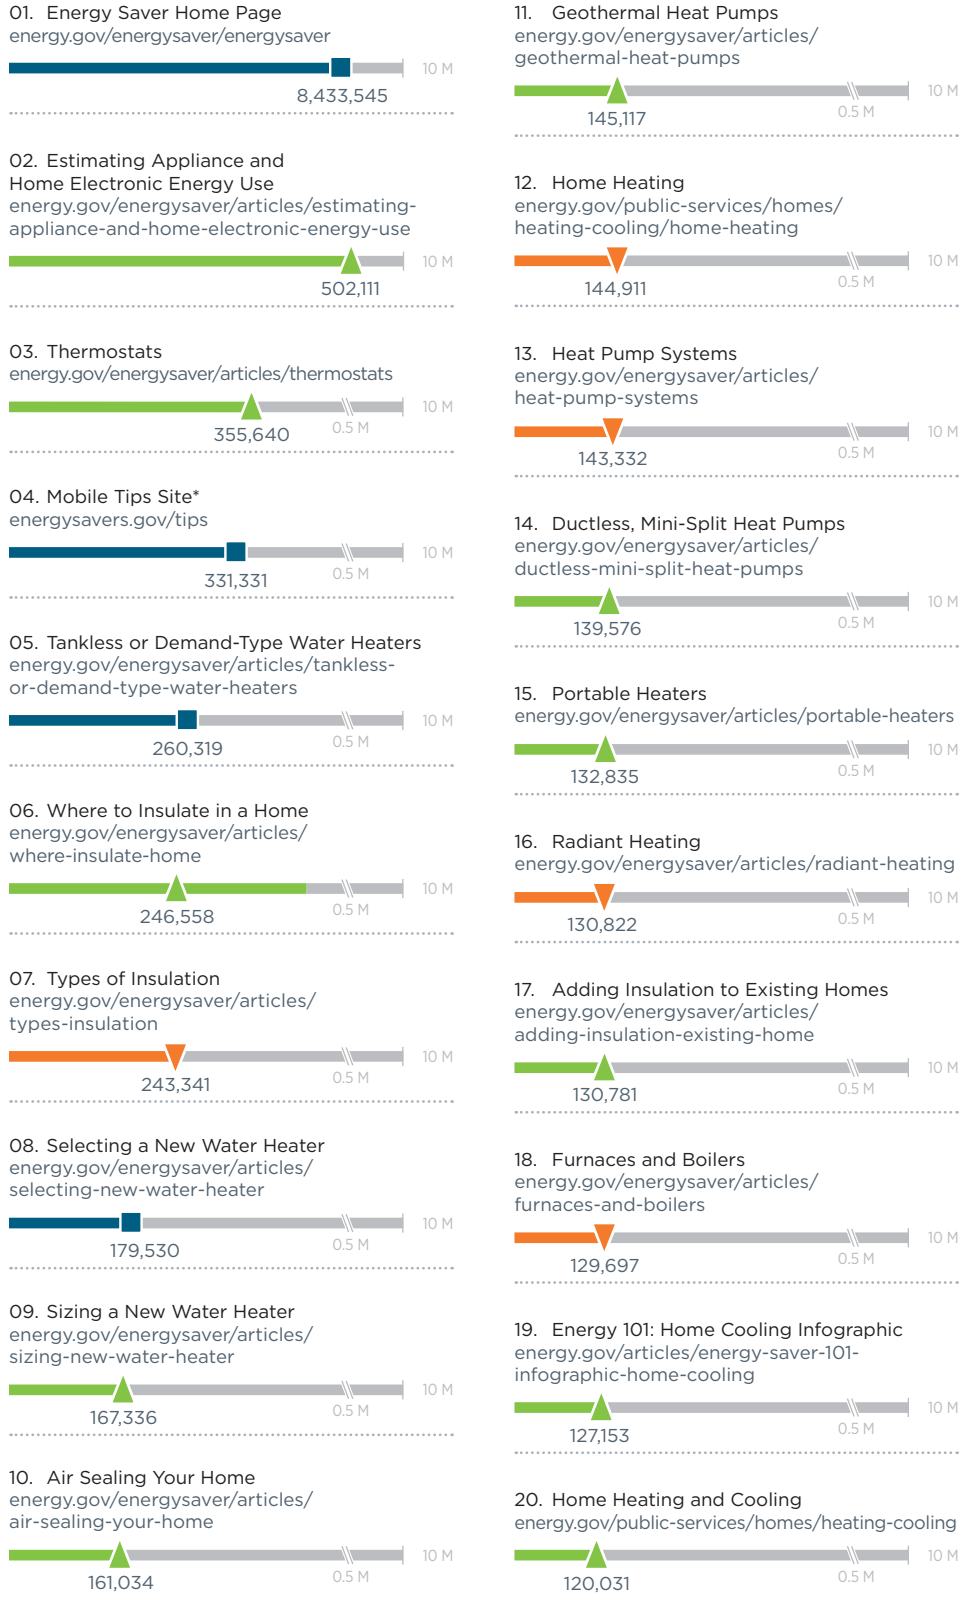 01. Energy Saver Home Page
energy.gov/energysaver/energysaver
10 M
8,433,545
02. Estimating Appliance and
Home Electronic Energy Use
energy.gov/energysaver/articles/estimating-
appliance-and-home-electronic-energy-use
10 M
502,111
03. Thermostats
energy.gov/energysaver/articles/thermostats
10 M
0.5 M
355,640
04. Mobile Tips Site*
energysavers.gov/tips
10 M
0.5 M
331,331
05. Tankless or Demand-Type Water Heaters
energy.gov/energysaver/articles/tankless-
or-demand-type-water-heaters
10 M
0.5 M
260,319
06. Where to Insulate in a Home
energy.gov/energysaver/articles/
where-insulate-home
10 M
0.5 M
246,558
07. Types of Insulation
energy.gov/energysaver/articles/
types-insulation
10 M
0.5 M
243,341
08. Selecting a New Water Heater
energy.gov/energysaver/articles/
selecting-new-water-heater
10 M
0.5 M
179,530
09. Sizing a New Water Heater
energy.gov/energysaver/articles/
sizing-new-water-heater
10 M
0.5 M
167,336
10. Air Sealing Your Home
energy.gov/energysaver/articles/
air-sealing-your-home
10 M
0.5 M
161,034
11. Geothermal Heat Pumps
energy.gov/energysaver/articles/
geothermal-heat-pumps
10 M
0.5 M
145,117
12. Home Heating
energy.gov/public-services/homes/
heating-cooling/home-heating
10 M
0.5 M
144,911
13. Heat Pump Systems
energy.gov/energysaver/articles/
heat-pump-systems
10 M
0.5 M
143,332
14. Ductless, Mini-Split Heat Pumps
energy.gov/energysaver/articles/
ductless-mini-split-heat-pumps
10 M
0.5 M
139,576
15. Portable Heaters
energy.gov/energysaver/articles/portable-heaters
10 M
0.5 M
132,835
16. Radiant Heating
energy.gov/energysaver/articles/radiant-heating
10 M
0.5 M
130,822
17. Adding Insulation to Existing Homes
energy.gov/energysaver/articles/
adding-insulation-existing-home
10 M
0.5 M
130,781
18. Furnaces and Boilers
energy.gov/energysaver/articles/
furnaces-and-boilers
10 M
0.5 M
129,697
19. Energy 101: Home Cooling Infographic
energy.gov/articles/energy-saver-101-
infographic-home-cooling
10 M
0.5 M
127,153
20. Home Heating and Cooling
energy.gov/public-services/homes/heating-cooling
10 M
0.5 M
120,031